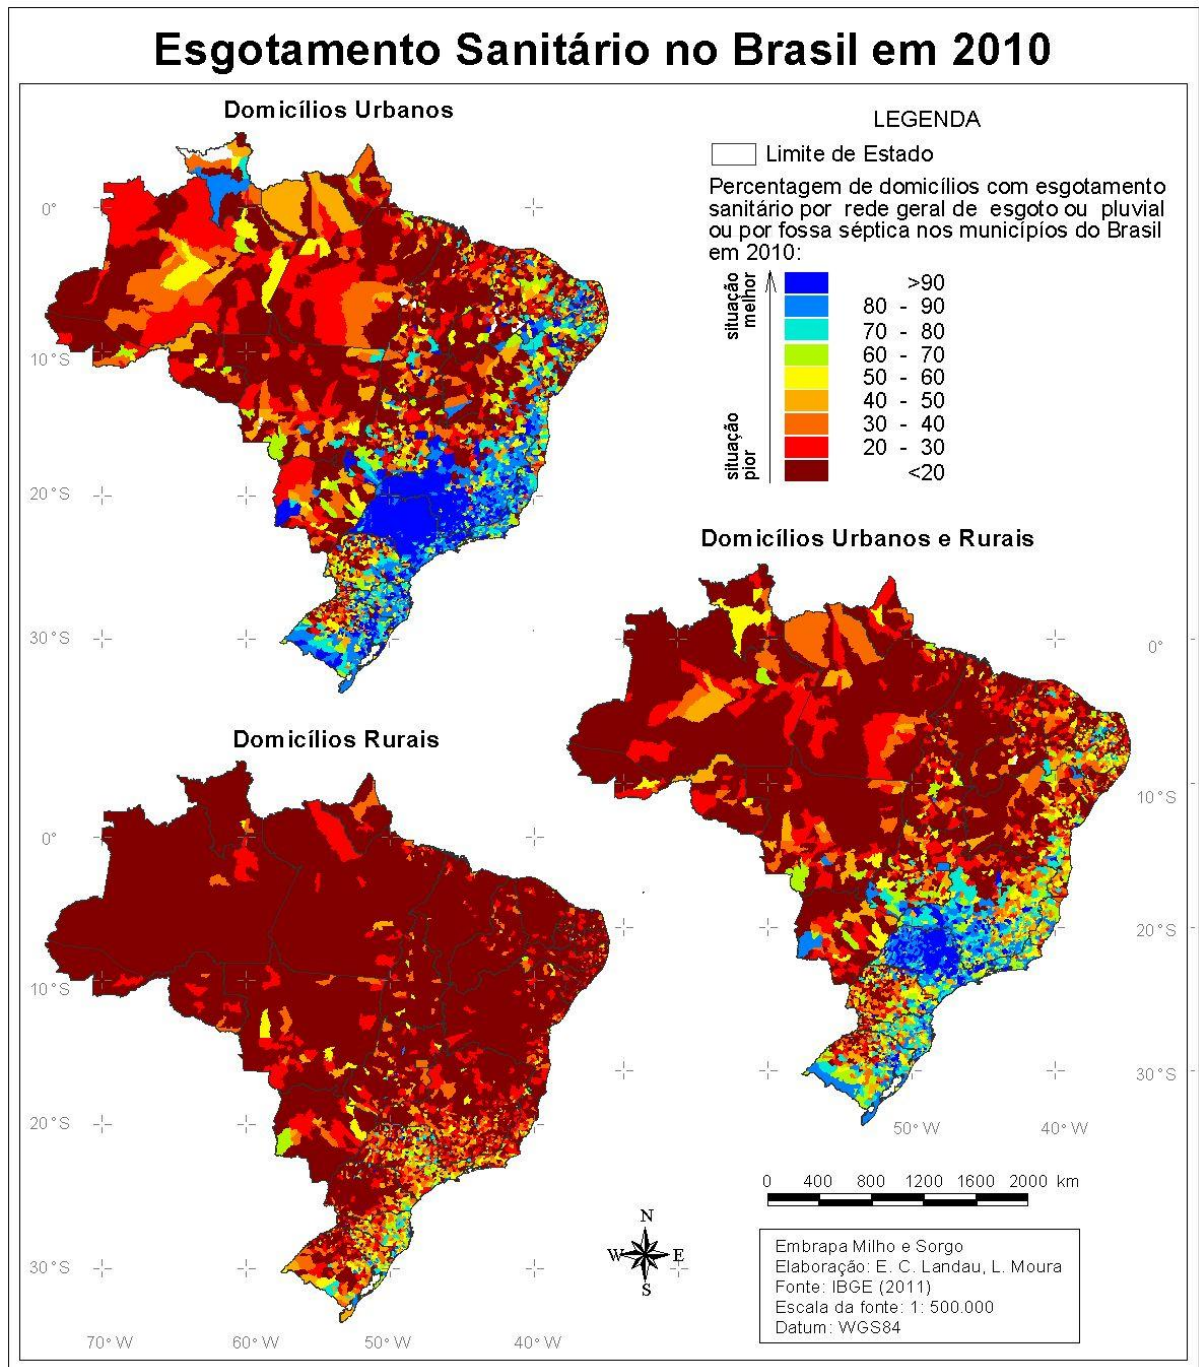 Esgotamento Sanitário no Brasil em 2010
Domicílios Urbanos
0°
10°S
20°S
30°S
LEGENDA
Limite de Estado
Percentagem de domicílios com esgotamento
sanitário por rede geral de esgoto ou pluvial
ou por fossa séptica nos municípios do Brasil
em 2010:
situação
melhor
situação
pior
>90
80 - 90
70 - 80
60 - 70
50 - 60
40 - 50
30 - 40
20 - 30
<20
Domicílios Urbanos e Rurais
0°
10°S
20°S
30°S
50°W 40°W
Domicílios Rurais
0°
10°S
20°S
30°S
70°W 60°W 50°W 40°W
0 400 800 1200 1600 2000 km
N
W E
S
Embrapa Milho e Sorgo
Elaboração: E. C. Landau, L. Moura
Fonte: IBGE (2011)
Escala da fonte: 1: 500.000
Datum: WGS84